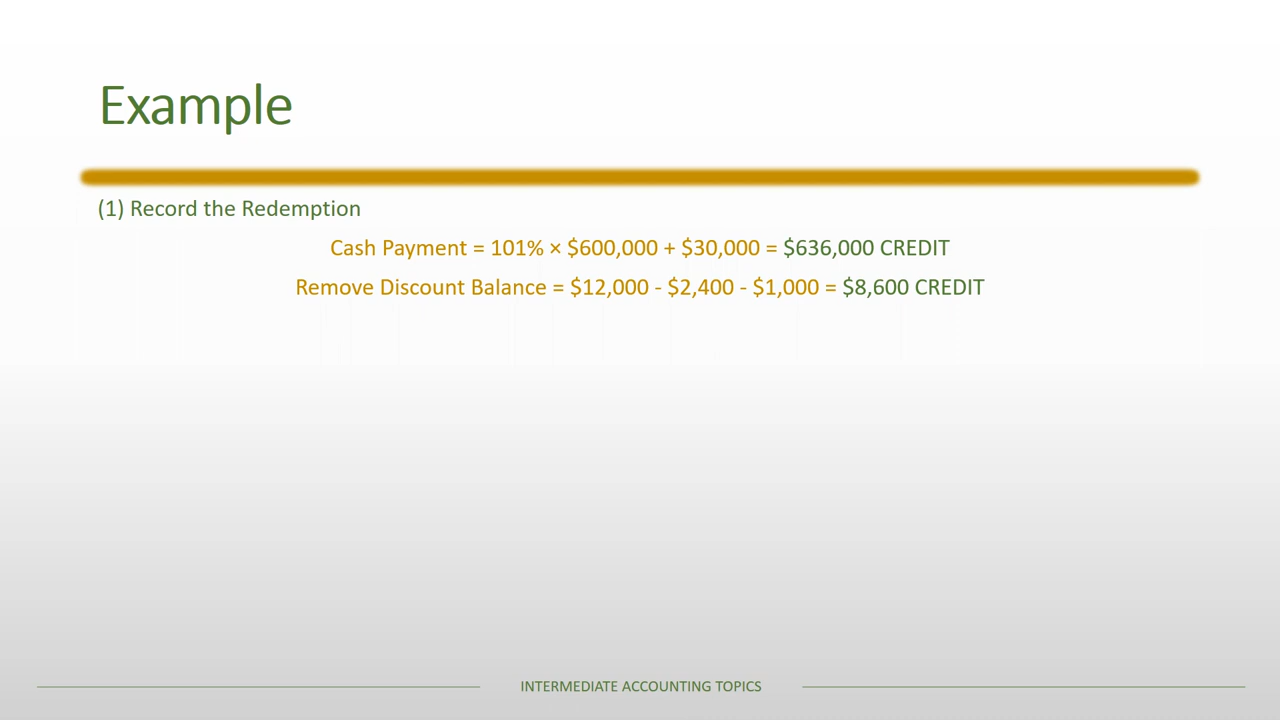 Example
(1) Record the Redemption
Cash Payment = 101% × $600,000 + $30,000 = $636,000 CREDIT
Remove Discount Balance = $12,000 - $2,400 - $1,000 = $8,600 CREDIT
INTERMEDIATE ACCOUNTING TOPICS